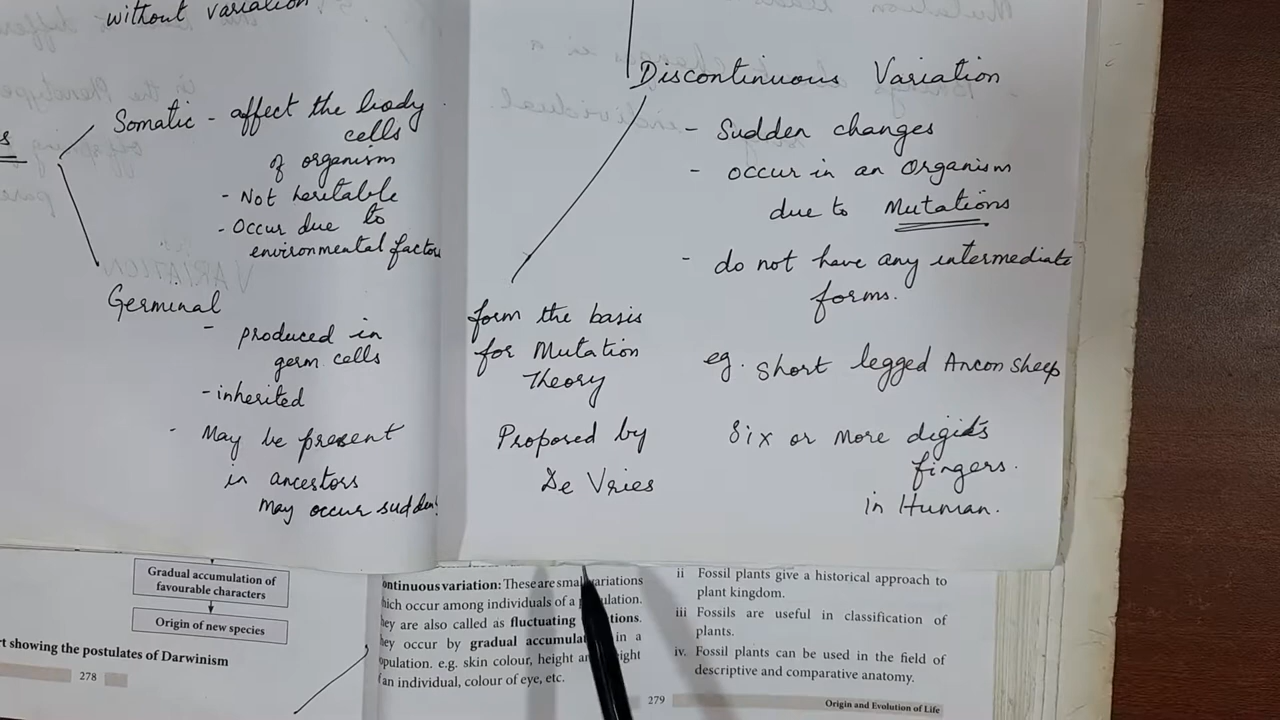 without variation
Somatic - affect the body
cells
of organism
- Not heritable
- Occur due to
environmental factors
Germinal
- produced in
germ cells
- inherited
- May be present
in ancestors
may occur
Discontinuous Variation
- Sudden changes
- occur in an Organism
due to Mutations
- do not have any intermediate
forms.
eg. Short legged Ancon sheep
Six or more digits
fingers.
in Human.
form the basis
for Mutation
Theory
Proposed by
De Vries
Gradual accumulation of
favourable characters
Origin of new species
showing the postulates of Darwinism
278
ontinuous variation: These are small variations
hich occur among individuals of a
hey are also called as fluctuating
hey occur by gradual in a
opulation. e.g. skin colour, height
an individual, colour of eye, etc.
ii Fossil plants give a historical approach to
plant kingdom.
iii Fossils are useful in classification of
plants.
iv. Fossil plants can be used in the field of
descriptive and comparative anatomy.
279 Origin and Evolution of Life